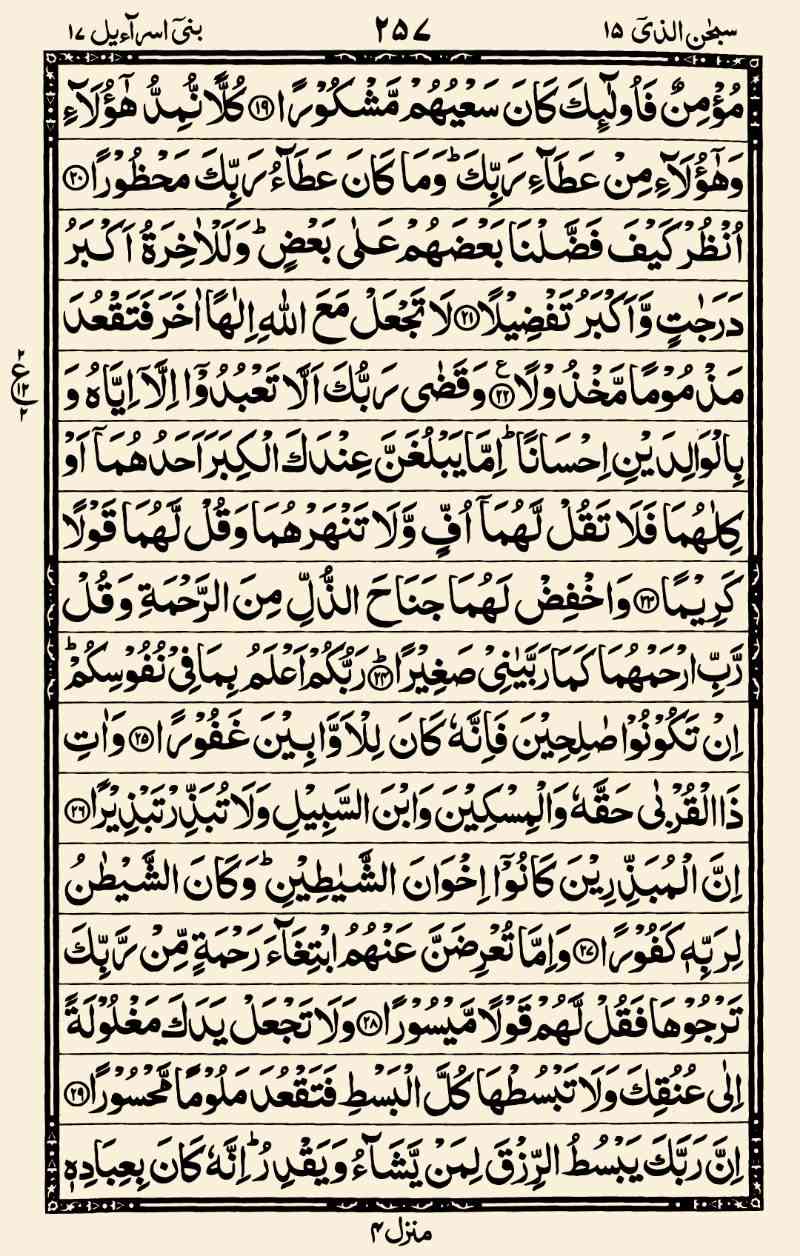 سبحٰن الذیٓ ١٥
٢٥٧
بنیٓ اسرآءیل ١٧
مُؤْمِنٌ فَاُولٰٓئِكَ كَانَ سَعْيُهُمْ مَّشْكُوْرًا ١٩ كُلًّا نُّمِدُّ هٰٓؤُلَآءِ
وَهٰٓؤُلَآءِ مِنْ عَطَآءِ رَبِّكَ ؕ وَمَا كَانَ عَطَآءُ رَبِّكَ مَحْظُوْرًا ٢٠
اُنْظُرْ كَيْفَ فَضَّلْنَا بَعْضَهُمْ عَلٰى بَعْضٍ ؕ وَلَلْاٰخِرَةُ اَكْبَرُ
دَرَجٰتٍ وَّاَكْبَرُ تَفْضِيْلًا ٢١ لَا تَجْعَلْ مَعَ اللّٰهِ اِلٰهًا اٰخَرَ فَتَقْعُدَ
مَذْمُوْمًا مَّخْذُوْلًا ٢٢ ع وَقَضٰى رَبُّكَ اَلَّا تَعْبُدُوْٓا اِلَّآ اِيَّاهُ وَ
٢
ع
١٢
٢
بِالْوَالِدَيْنِ اِحْسَانًا ؕ اِمَّا يَبْلُغَنَّ عِنْدَكَ الْكِبَرَ اَحَدُهُمَآ اَوْ
كِلٰهُمَا فَلَا تَقُلْ لَّهُمَآ اُفٍّ وَّلَا تَنْهَرْهُمَا وَقُلْ لَّهُمَا قَوْلًا
كَرِيْمًا ٢٣ وَاخْفِضْ لَهُمَا جَنَاحَ الذُّلِّ مِنَ الرَّحْمَةِ وَقُلْ
رَّبِّ ارْحَمْهُمَا كَمَا رَبَّيٰنِيْ صَغِيْرًا ؕ ٢٤ رَبُّكُمْ اَعْلَمُ بِمَا فِيْ نُفُوْسِكُمْ ؕ
اِنْ تَكُوْنُوْا صٰلِحِيْنَ فَاِنَّهٗ كَانَ لِلْاَوَّابِيْنَ غَفُوْرًا ٢٥ وَاٰتِ
ذَا الْقُرْبٰى حَقَّهٗ وَالْمِسْكِيْنَ وَابْنَ السَّبِيْلِ وَلَا تُبَذِّرْ تَبْذِيْرًا ٢٦
اِنَّ الْمُبَذِّرِيْنَ كَانُوْٓا اِخْوَانَ الشَّيٰطِيْنِ ؕ وَكَانَ الشَّيْطٰنُ
لِرَبِّهٖ كَفُوْرًا ٢٧ وَاِمَّا تُعْرِضَنَّ عَنْهُمُ ابْتِغَآءَ رَحْمَةٍ مِّنْ رَّبِّكَ
تَرْجُوْهَا فَقُلْ لَّهُمْ قَوْلًا مَّيْسُوْرًا ٢٨ وَلَا تَجْعَلْ يَدَكَ مَغْلُوْلَةً
اِلٰى عُنُقِكَ وَلَا تَبْسُطْهَا كُلَّ الْبَسْطِ فَتَقْعُدَ مَلُوْمًا مَّحْسُوْرًا ٢٩
اِنَّ رَبَّكَ يَبْسُطُ الرِّزْقَ لِمَنْ يَّشَآءُ وَيَقْدِرُ ؕ اِنَّهٗ كَانَ بِعِبَادِهٖ
منزل ٤